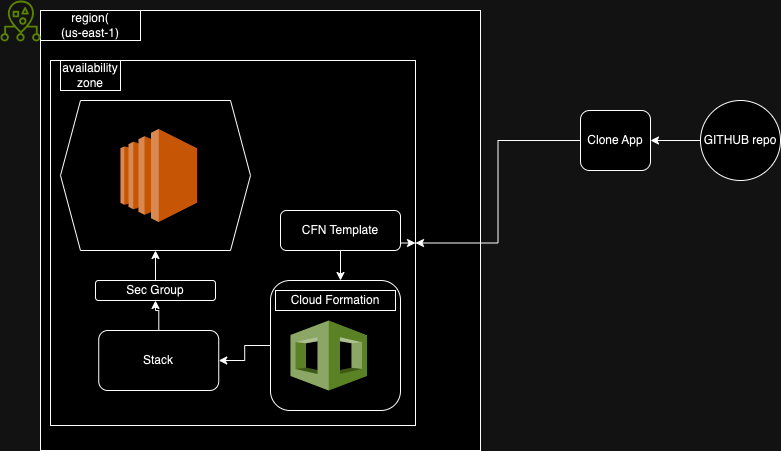 region(
(us-east-1)
availability
zone
Clone App
GITHUB repo
CFN Template
Sec Group
Cloud Formation
Stack